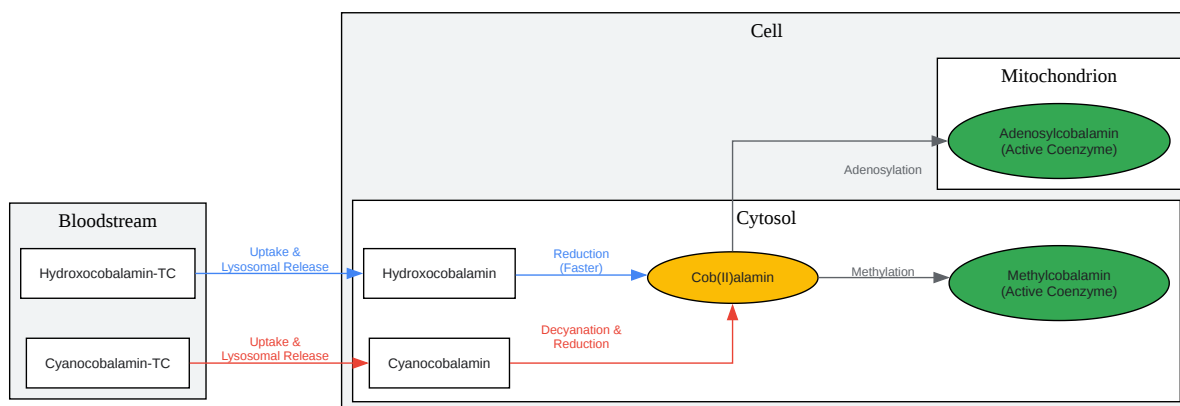 Cell
Mitochondrion
Adenosylcobalamin
(Active Coenzyme)
Adenosylation
Bloodstream
Cytosol
Hydroxocobalamin-TC
Uptake &
Lysosomal Release
Hydroxocobalamin
Reduction
(Faster)
Cob(II)alamin
Methylation
Methylcobalamin
(Active Coenzyme)
Cyanocobalamin-TC
Uptake &
Lysosomal Release
Cyanocobalamin
Decyanation &
Reduction